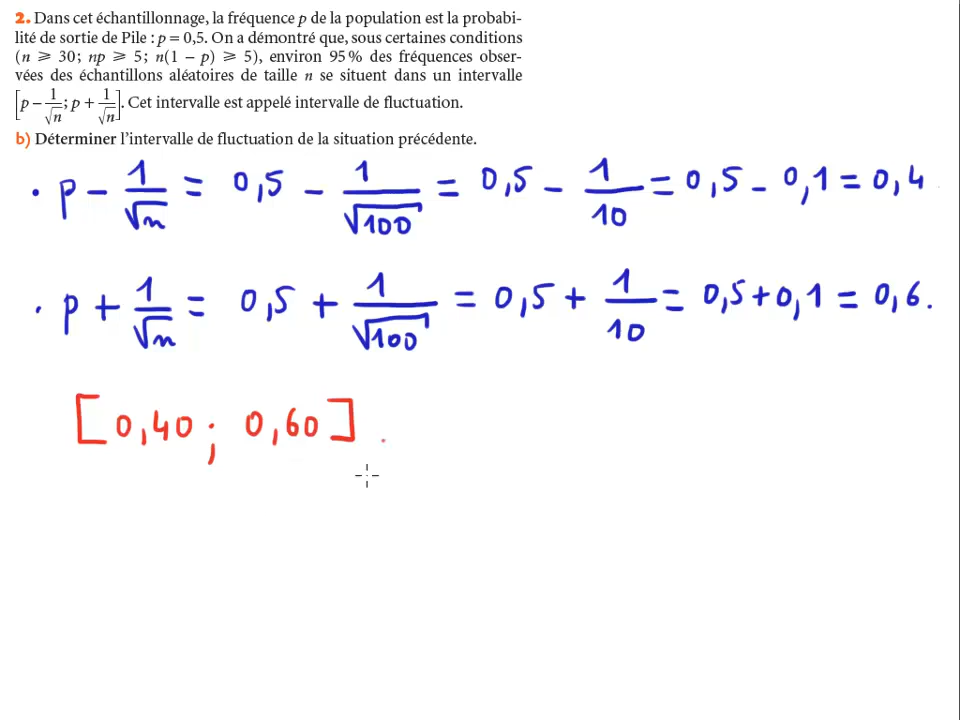 2. Dans cet échantillonnage, la fréquence p de la population est la probabi-
lité de sortie de Pile : p = 0,5. On a démontré que, sous certaines conditions
(n ⩾ 30 ; np ⩾ 5 ; n(1 – p) ⩾ 5), environ 95 % des fréquences obser-
vées des échantillons aléatoires de taille n se situent dans un intervalle
[p – 1/√n ; p + 1/√n]. Cet intervalle est appelé intervalle de fluctuation.
b) Déterminer l'intervalle de fluctuation de la situation précédente.
· p – 1/√n = 0,5 – 1/√100 = 0,5 – 1/10 = 0,5 – 0,1 = 0,4
· p + 1/√n = 0,5 + 1/√100 = 0,5 + 1/10 = 0,5 + 0,1 = 0,6.
[0,40 ; 0,60].